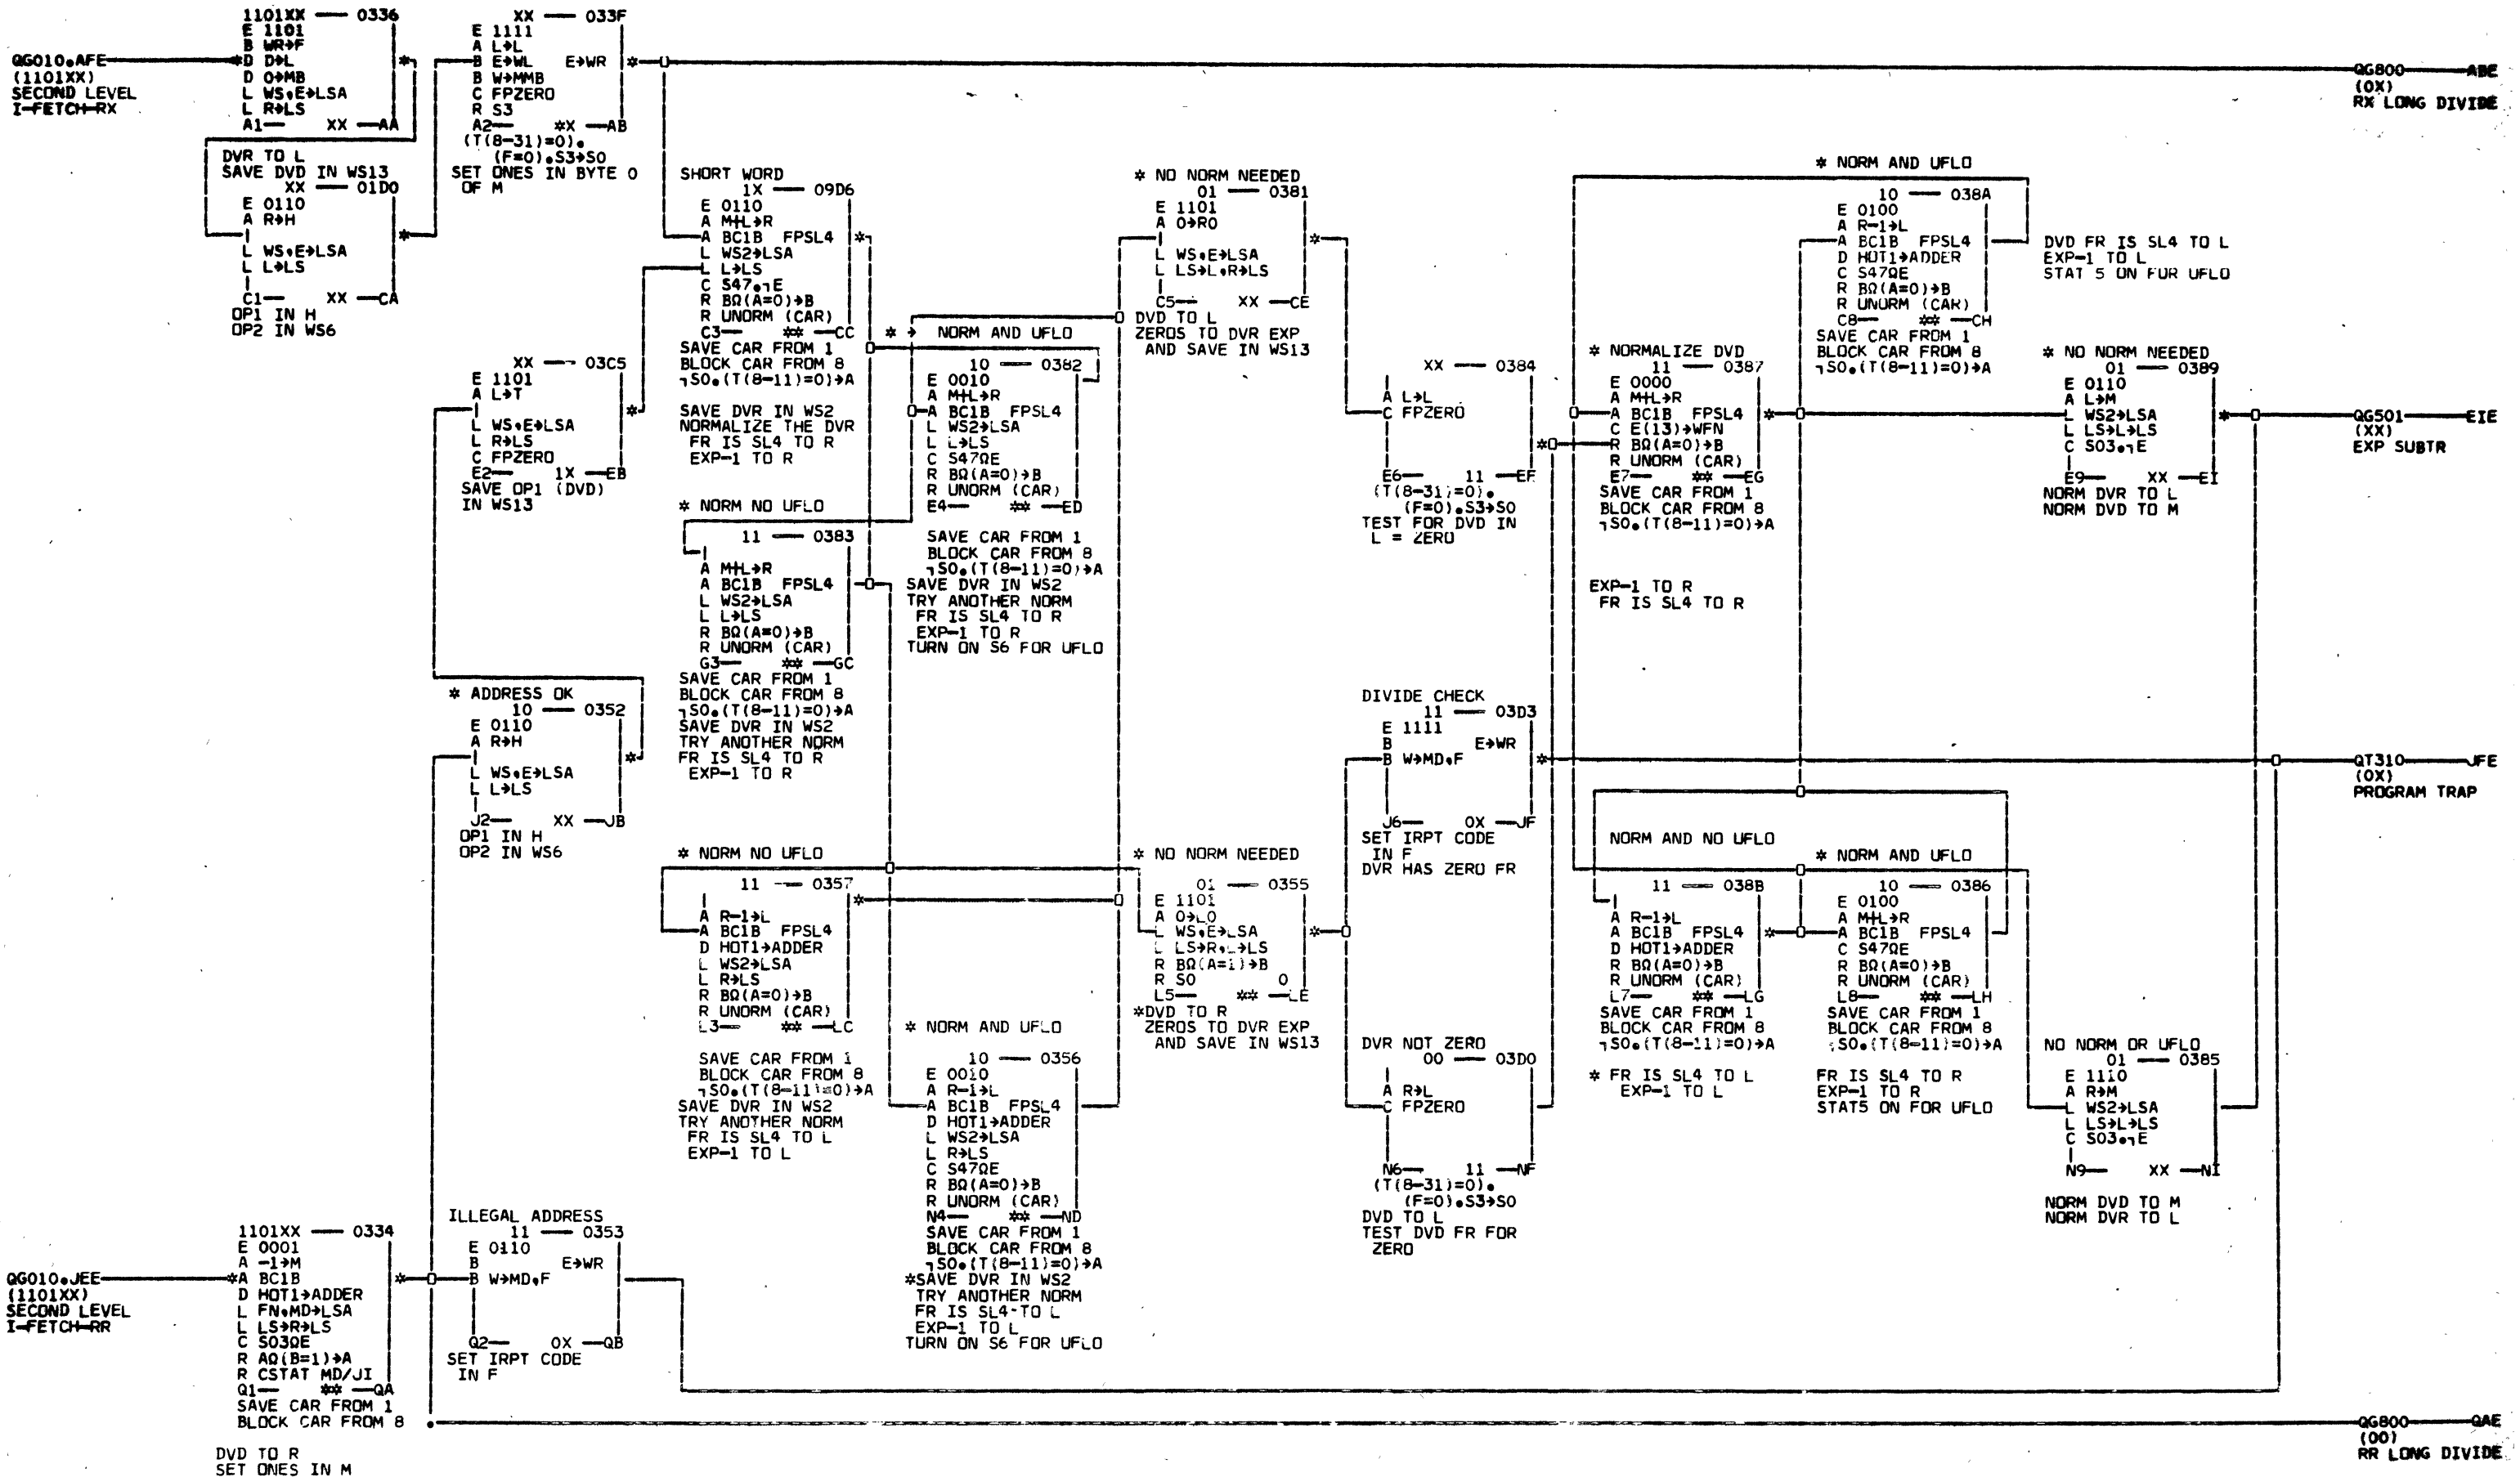 QG010.AFE
(1101XX)
SECOND LEVEL
I-FETCH-RX
1101XX — 0336
E 1101
B WR→F
*D D→L
D O→MB
L WS,E→LSA
L R→LS
A1— XX —AA
DVR TO L
SAVE DVD IN WS13
XX — 01D0
E 0110
A R→H
L WS,E→LSA
L L→LS
C1— XX —CA
OP1 IN H
OP2 IN WS6
XX — 033F
E 1111
A L→L
B E→WL E→WR
B W→MMB
C FPZERO
R S3
A2— *X —AB
(T(8-31)=0).
(F=0).S3→S0
SET ONES IN BYTE 0
OF M
QG800 ABE
(0X)
RX LONG DIVIDE
XX — 03C5
E 1101
A L→T
L WS,E→LSA
L R→LS
C FPZERO
E2— 1X —EB
SAVE OP1 (DVD)
IN WS13
* ADDRESS OK
10 — 0352
E 0110
A R→H
L WS,E→LSA
L L→LS
J2— XX —JB
OP1 IN H
OP2 IN WS6
SHORT WORD
1X — 09D6
E 0110
A M+L→R
A BC1B FPSL4
L WS2→LSA
L L→LS
C S47.¬E
R BΩ(A=0)→B
R UNORM (CAR)
C3— ** —CC
SAVE CAR FROM 1
BLOCK CAR FROM 8
¬S0.(T(8-11)=0)→A
SAVE DVR IN WS2
NORMALIZE THE DVR
FR IS SL4 TO R
EXP-1 TO R
* NORM NO UFLO
11 — 0383
A M+L→R
A BC1B FPSL4
L WS2→LSA
L L→LS
R BΩ(A=0)→B
R UNORM (CAR)
G3— ** —GC
SAVE CAR FROM 1
BLOCK CAR FROM 8
¬S0.(T(8-11)=0)→A
SAVE DVR IN WS2
TRY ANOTHER NORM
FR IS SL4 TO R
EXP-1 TO R
* → NORM AND UFLO
10 — 0382
E 0010
A M+L→R
A BC1B FPSL4
L WS2→LSA
L L→LS
C S47ΩE
R BΩ(A=0)→B
R UNORM (CAR)
E4— ** —ED
SAVE CAR FROM 1
BLOCK CAR FROM 8
¬S0.(T(8-11)=0)→A
SAVE DVR IN WS2
TRY ANOTHER NORM
FR IS SL4 TO R
EXP-1 TO R
TURN ON S6 FOR UFLO
* NORM NO UFLO
11 — 0357
A R-1→L
A BC1B FPSL4
D HOT1→ADDER
L WS2→LSA
L R→LS
R BΩ(A=0)→B
R UNORM (CAR)
L3— ** —LC
SAVE CAR FROM 1
BLOCK CAR FROM 8
¬S0.(T(8-11)=0)→A
SAVE DVR IN WS2
TRY ANOTHER NORM
FR IS SL4 TO L
EXP-1 TO L
* NORM AND UFLO
10 — 0356
E 0010
A R-1→L
A BC1B FPSL4
D HOT1→ADDER
L WS2→LSA
L R→LS
C S47ΩE
R BΩ(A=0)→B
R UNORM (CAR)
N4— ** —ND
SAVE CAR FROM 1
BLOCK CAR FROM 8
¬S0.(T(8-11)=0)→A
*SAVE DVR IN WS2
TRY ANOTHER NORM
FR IS SL4-TO L
EXP-1 TO L
TURN ON S6 FOR UFLO
* NO NORM NEEDED
01 — 0381
E 1101
A 0→R0
L WS,E→LSA
L LS→L,R→LS
C5— XX —CE
DVD TO L
ZEROS TO DVR EXP
AND SAVE IN WS13
* NO NORM NEEDED
01 — 0355
E 1101
A 0→L0
L WS,E→LSA
L LS→R,L→LS
R BΩ(A=1)→B
R S0 0
L5— ** —LE
*DVD TO R
ZEROS TO DVR EXP
AND SAVE IN WS13
XX — 0384
A L→L
C FPZERO
E6— 11 —EF
(T(8-31)=0).
(F=0).S3→S0
TEST FOR DVD IN
L = ZERO
DIVIDE CHECK
11 — 03D3
E 1111
B E→WR
B W→MD,F
J6— 0X —JF
SET IRPT CODE
IN F
DVR HAS ZERO FR
DVR NOT ZERO
00 — 03D0
A R→L
C FPZERO
N6— 11 —NF
(T(8-31)=0).
(F=0).S3→S0
DVD TO L
TEST DVD FR FOR
ZERO
* NORMALIZE DVD
11 — 0387
E 0000
A M+L→R
A BC1B FPSL4
C E(13)→WFN
R BΩ(A=0)→B
R UNORM (CAR)
E7— ** —EG
SAVE CAR FROM 1
BLOCK CAR FROM 8
¬S0.(T(8-11)=0)→A
EXP-1 TO R
FR IS SL4 TO R
* NORM AND UFLO
10 — 038A
E 0100
A R-1→L
A BC1B FPSL4
D HOT1→ADDER
C S47ΩE
R BΩ(A=0)→B
R UNORM (CAR)
C8— ** —CH
SAVE CAR FROM 1
BLOCK CAR FROM 8
¬S0.(T(8-11)=0)→A
DVD FR IS SL4 TO L
EXP-1 TO L
STAT 5 ON FOR UFLO
* NO NORM NEEDED
01 — 0389
E 0110
A L→M
L WS2→LSA
L LS→L→LS
C S03.¬E
E9— XX —EI
NORM DVR TO L
NORM DVD TO M
QG501 EIE
(XX)
EXP SUBTR
QT310 JFE
(0X)
PROGRAM TRAP
NORM AND NO UFLO
11 — 038B
A R-1→L
A BC1B FPSL4
D HOT1→ADDER
R BΩ(A=0)→B
R UNORM (CAR)
L7— ** —LG
SAVE CAR FROM 1
BLOCK CAR FROM 8
¬S0.(T(8-11)=0)→A
* FR IS SL4 TO L
EXP-1 TO L
* NORM AND UFLO
10 — 0386
E 0100
A M+L→R
A BC1B FPSL4
C S47ΩE
R BΩ(A=0)→B
R UNORM (CAR)
L8— ** —LH
SAVE CAR FROM 1
BLOCK CAR FROM 8
¬S0.(T(8-11)=0)→A
FR IS SL4 TO R
EXP-1 TO R
STAT5 ON FOR UFLO
NO NORM OR UFLO
01 — 0385
E 1110
A R→M
L WS2→LSA
L LS→L→LS
C S03.¬E
N9— XX —NI
NORM DVD TO M
NORM DVR TO L
QG010.JEE
(1101XX)
SECOND LEVEL
I-FETCH-RR
1101XX — 0334
E 0001
A -1→M
*A BC1B
D HOT1→ADDER
L FN,MD→LSA
L LS→R→LS
C S03ΩE
R AΩ(B=1)→A
R CSTAT MD/JI
Q1— ** —QA
SAVE CAR FROM 1
BLOCK CAR FROM 8
DVD TO R
SET ONES IN M
ILLEGAL ADDRESS
11 — 0353
E 0110
B E→WR
B W→MD,F
Q2— 0X —QB
SET IRPT CODE
IN F
QG800 QAE
(00)
RR LONG DIVIDE